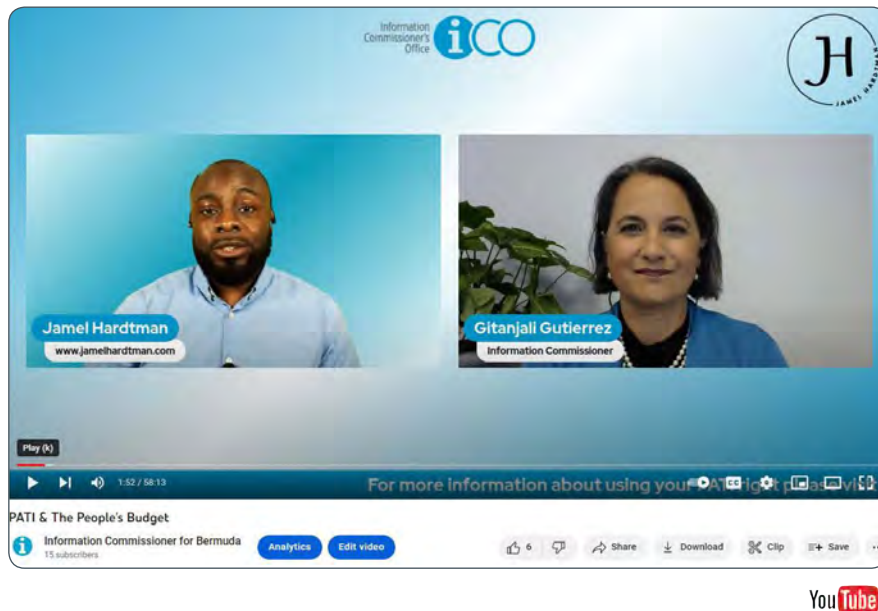 Information
Commissioner's
Office
iCO
JH
JAMEL HARDTMAN
Jamel Hardtman
www.jamelhardtman.com
Gitanjali Gutierrez
Information Commissioner
Play (k)
1:52 / 58:13
For more information about using your PATI right please visit
PATI & The People's Budget
Information Commissioner for Bermuda
15 subscribers
Analytics
Edit video
6
Share
Download
Clip
Save
YouTube